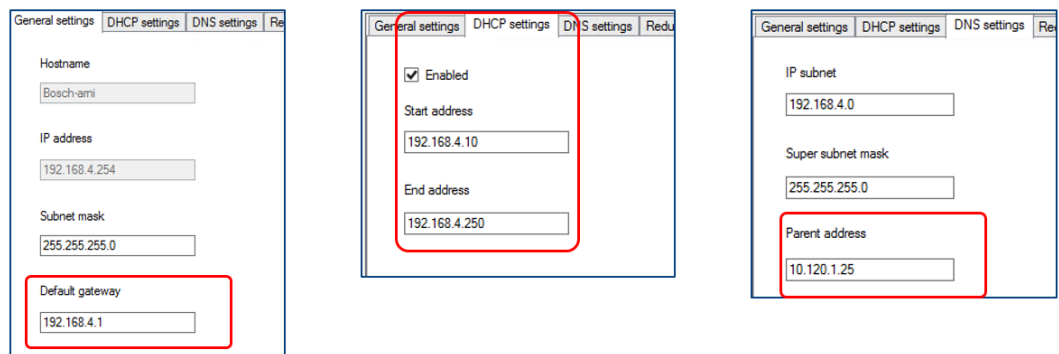 General settings DHCP settings DNS settings Re
Hostname
Bosch-ami
IP address
192.168.4.254
Subnet mask
255.255.255.0
Default gateway
192.168.4.1
General settings DHCP settings DNS settings Redu
Enabled
Start address
192.168.4.10
End address
192.168.4.250
General settings DHCP settings DNS settings Re
IP subnet
192.168.4.0
Super subnet mask
255.255.255.0
Parent address
10.120.1.25